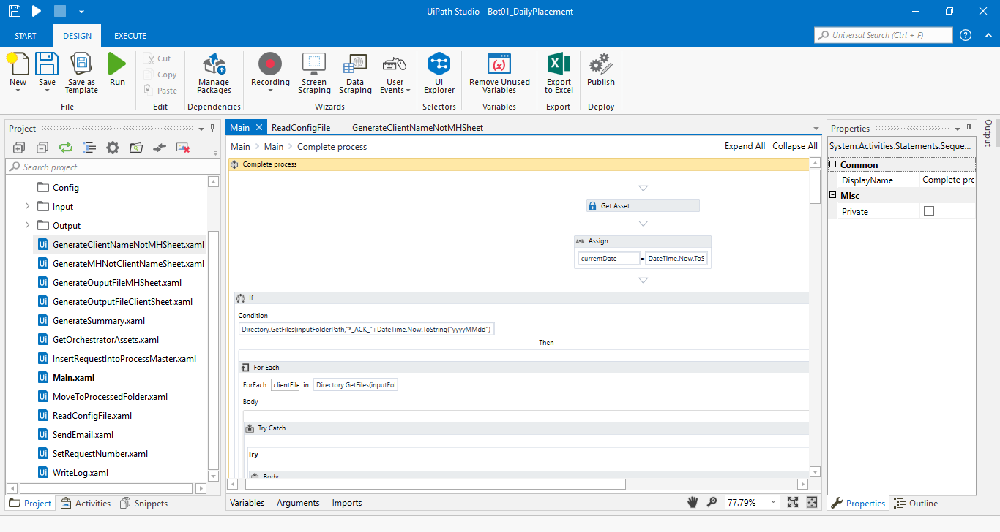 UiPath Studio - Bot01_DailyPlacement
START DESIGN EXECUTE
Universal Search (Ctrl + F)
New
Save
Save as Template
Run
File
Cut
Copy
Paste
Edit
Manage Packages
Dependencies
Recording
Screen Scraping
Data Scraping
User Events
Wizards
UI Explorer
Selectors
Remove Unused Variables
Variables
Export to Excel
Export
Publish
Deploy
Project
Search project
Config
Input
Output
GenerateClientNameNotMHSheet.xaml
GenerateMHNotClientNameSheet.xaml
GenerateOuputFileMHSheet.xaml
GenerateOutputFileClientSheet.xaml
GenerateSummary.xaml
GetOrchestratorAssets.xaml
InsertRequestIntoProcessMaster.xaml
Main.xaml
MoveToProcessedFolder.xaml
ReadConfigFile.xaml
SendEmail.xaml
SetRequestNumber.xaml
WriteLog.xaml
Project Activities Snippets
Main ReadConfigFile GenerateClientNameNotMHSheet
Main > Main > Complete process
Expand All Collapse All
Complete process
Get Asset
A+B Assign
currentDate = DateTime.Now.ToS
If
Condition
Directory.GetFiles(inputFolderPath,"*_ACK_"+DateTime.Now.ToString("yyyyMMdd")
Then
For Each
ForEach clientFile in Directory.GetFiles(inputFol
Body
Try Catch
Try
Body
Variables Arguments Imports
77.79%
Properties
System.Activities.Statements.Seque...
Common
DisplayName Complete prc
Misc
Private
Properties Outline
Output